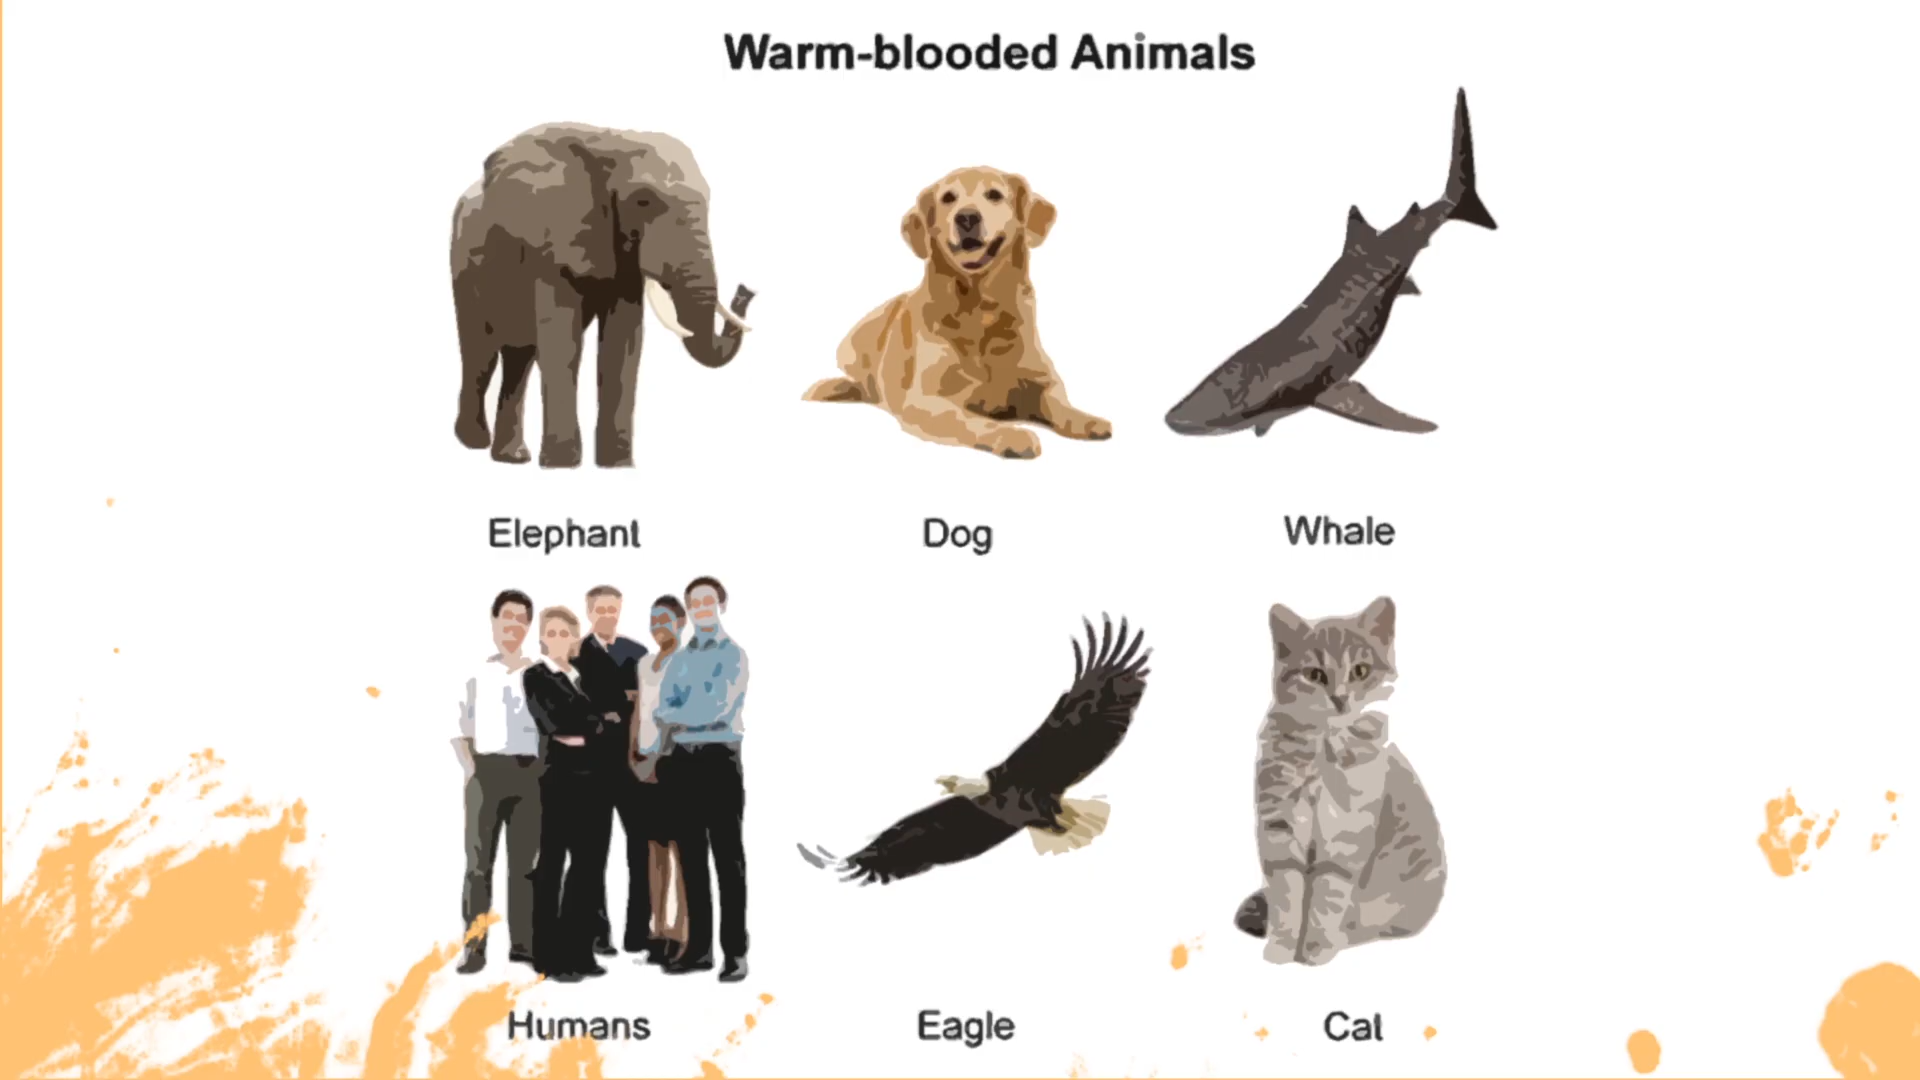 Warm-blooded Animals
Elephant
Dog
Whale
Humans
Eagle
Cat